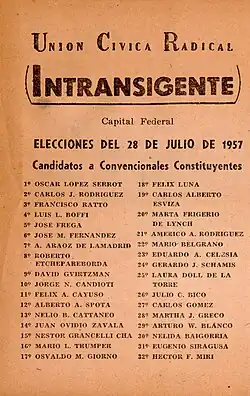 UNION CIVICA RADICAL
(INTRANSIGENTE)
Capital Federal
ELECCIONES DEL 28 DE JULIO DE 1957
Candidatos a Convencionales Constituyentes
1º OSCAR LOPEZ SERROT
2º CARLOS J. RODRIGUEZ
3º FRANCISCO RATTO
4º LUIS L. BOFFI
5º JOSE FREGA
6º JOSE M. FERNANDEZ
7º A. ARAOZ DE LAMADRID
8º ROBERTO
ETCHEPAREBORDA
9º DAVID GVIRTZMAN
10º JORGE N. CANDIOTI
11º FELIX A. CAYUSO
12º ALBERTO A. SPOTA
13º NELIO B. CATTANEO
14º JUAN OVIDIO ZAVALA
15º NESTOR GRANCELLI CHA
16º MARIO L. TRUMPER
17º OSVALDO M. GIORNO
18º FELIX LUNA
19º CARLOS ALBERTO
ESVIZA
20º MARTA FRIGERIO
DE LYNCH
21º AMERICO A. RODRIGUEZ
22º MARIO BELGRANO
23º EDUARDO A. CELZSIA
24º GERARDO J. SCHAMIS
25º LAURA DOLL DE LA
TORRE
26º JULIO C. BICO
27º CARLOS GOMEZ
28º MARTHA J. GRECO
29º ARTURO W. BLANCO
30º NELIDA BAIGORRIA
31º EUGENIO SIRAGUSA
32º HECTOR F. MIRI